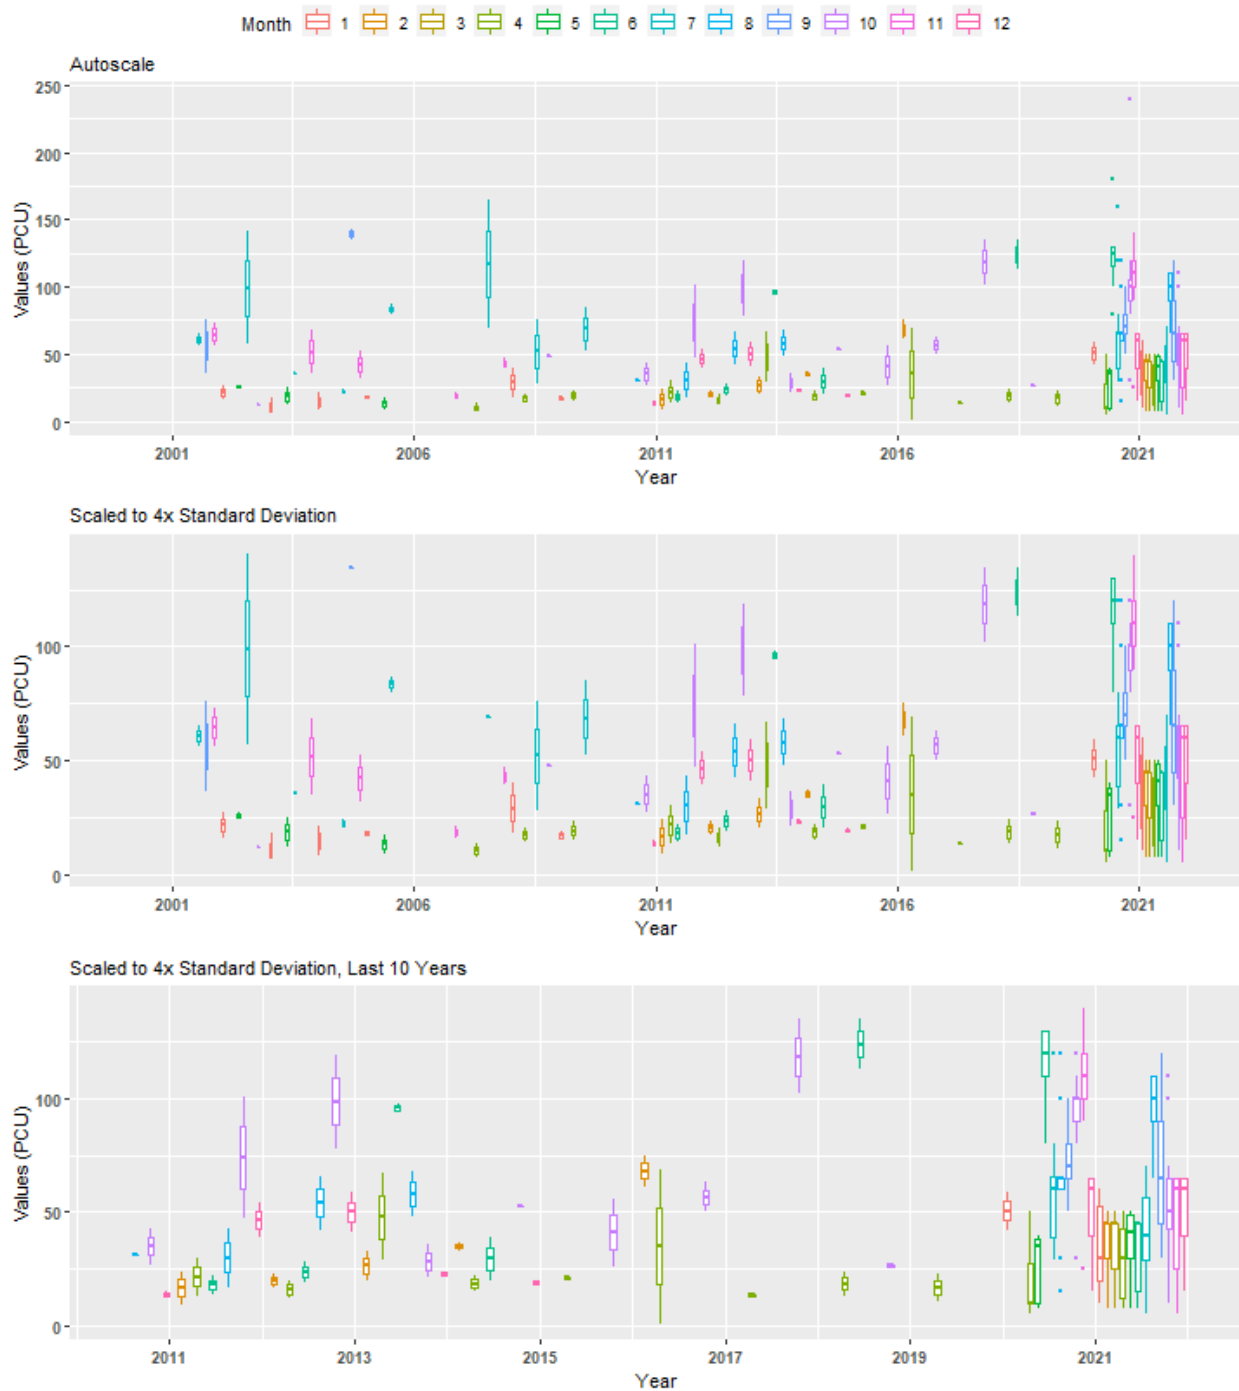 Month 1 2 3 4 5 6 7 8 9 10 11 12
Autoscale
250
200
150
100
50
0
Values (PCU)
2001 2006 2011 2016 2021
Year
Scaled to 4x Standard Deviation
100
50
0
Values (PCU)
2001 2006 2011 2016 2021
Year
Scaled to 4x Standard Deviation, Last 10 Years
100
50
0
Values (PCU)
2011 2013 2015 2017 2019 2021
Year